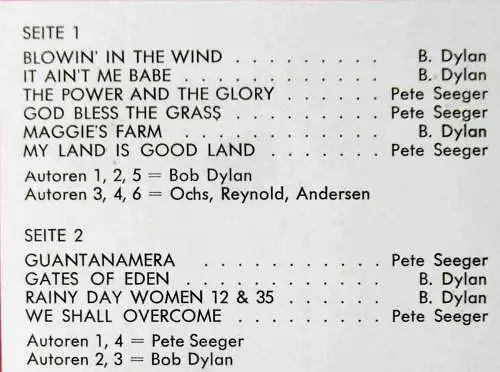 SEITE 1
BLOWIN' IN THE WIND . . . . . . . . . B. Dylan
IT AIN'T ME BABE . . . . . . . . . . . . B. Dylan
THE POWER AND THE GLORY . . . . . . Pete Seeger
GOD BLESS THE GRASS . . . . . . . . Pete Seeger
MAGGIE'S FARM . . . . . . . . . . . . . B. Dylan
MY LAND IS GOOD LAND . . . . . . . Pete Seeger
Autoren 1, 2, 5 = Bob Dylan
Autoren 3, 4, 6 = Ochs, Reynold, Andersen
SEITE 2
GUANTANAMERA . . . . . . . . . . Pete Seeger
GATES OF EDEN . . . . . . . . . . . . B. Dylan
RAINY DAY WOMEN 12 & 35 . . . . . . B. Dylan
WE SHALL OVERCOME . . . . . . . . . Pete Seeger
Autoren 1, 4 = Pete Seeger
Autoren 2, 3 = Bob Dylan